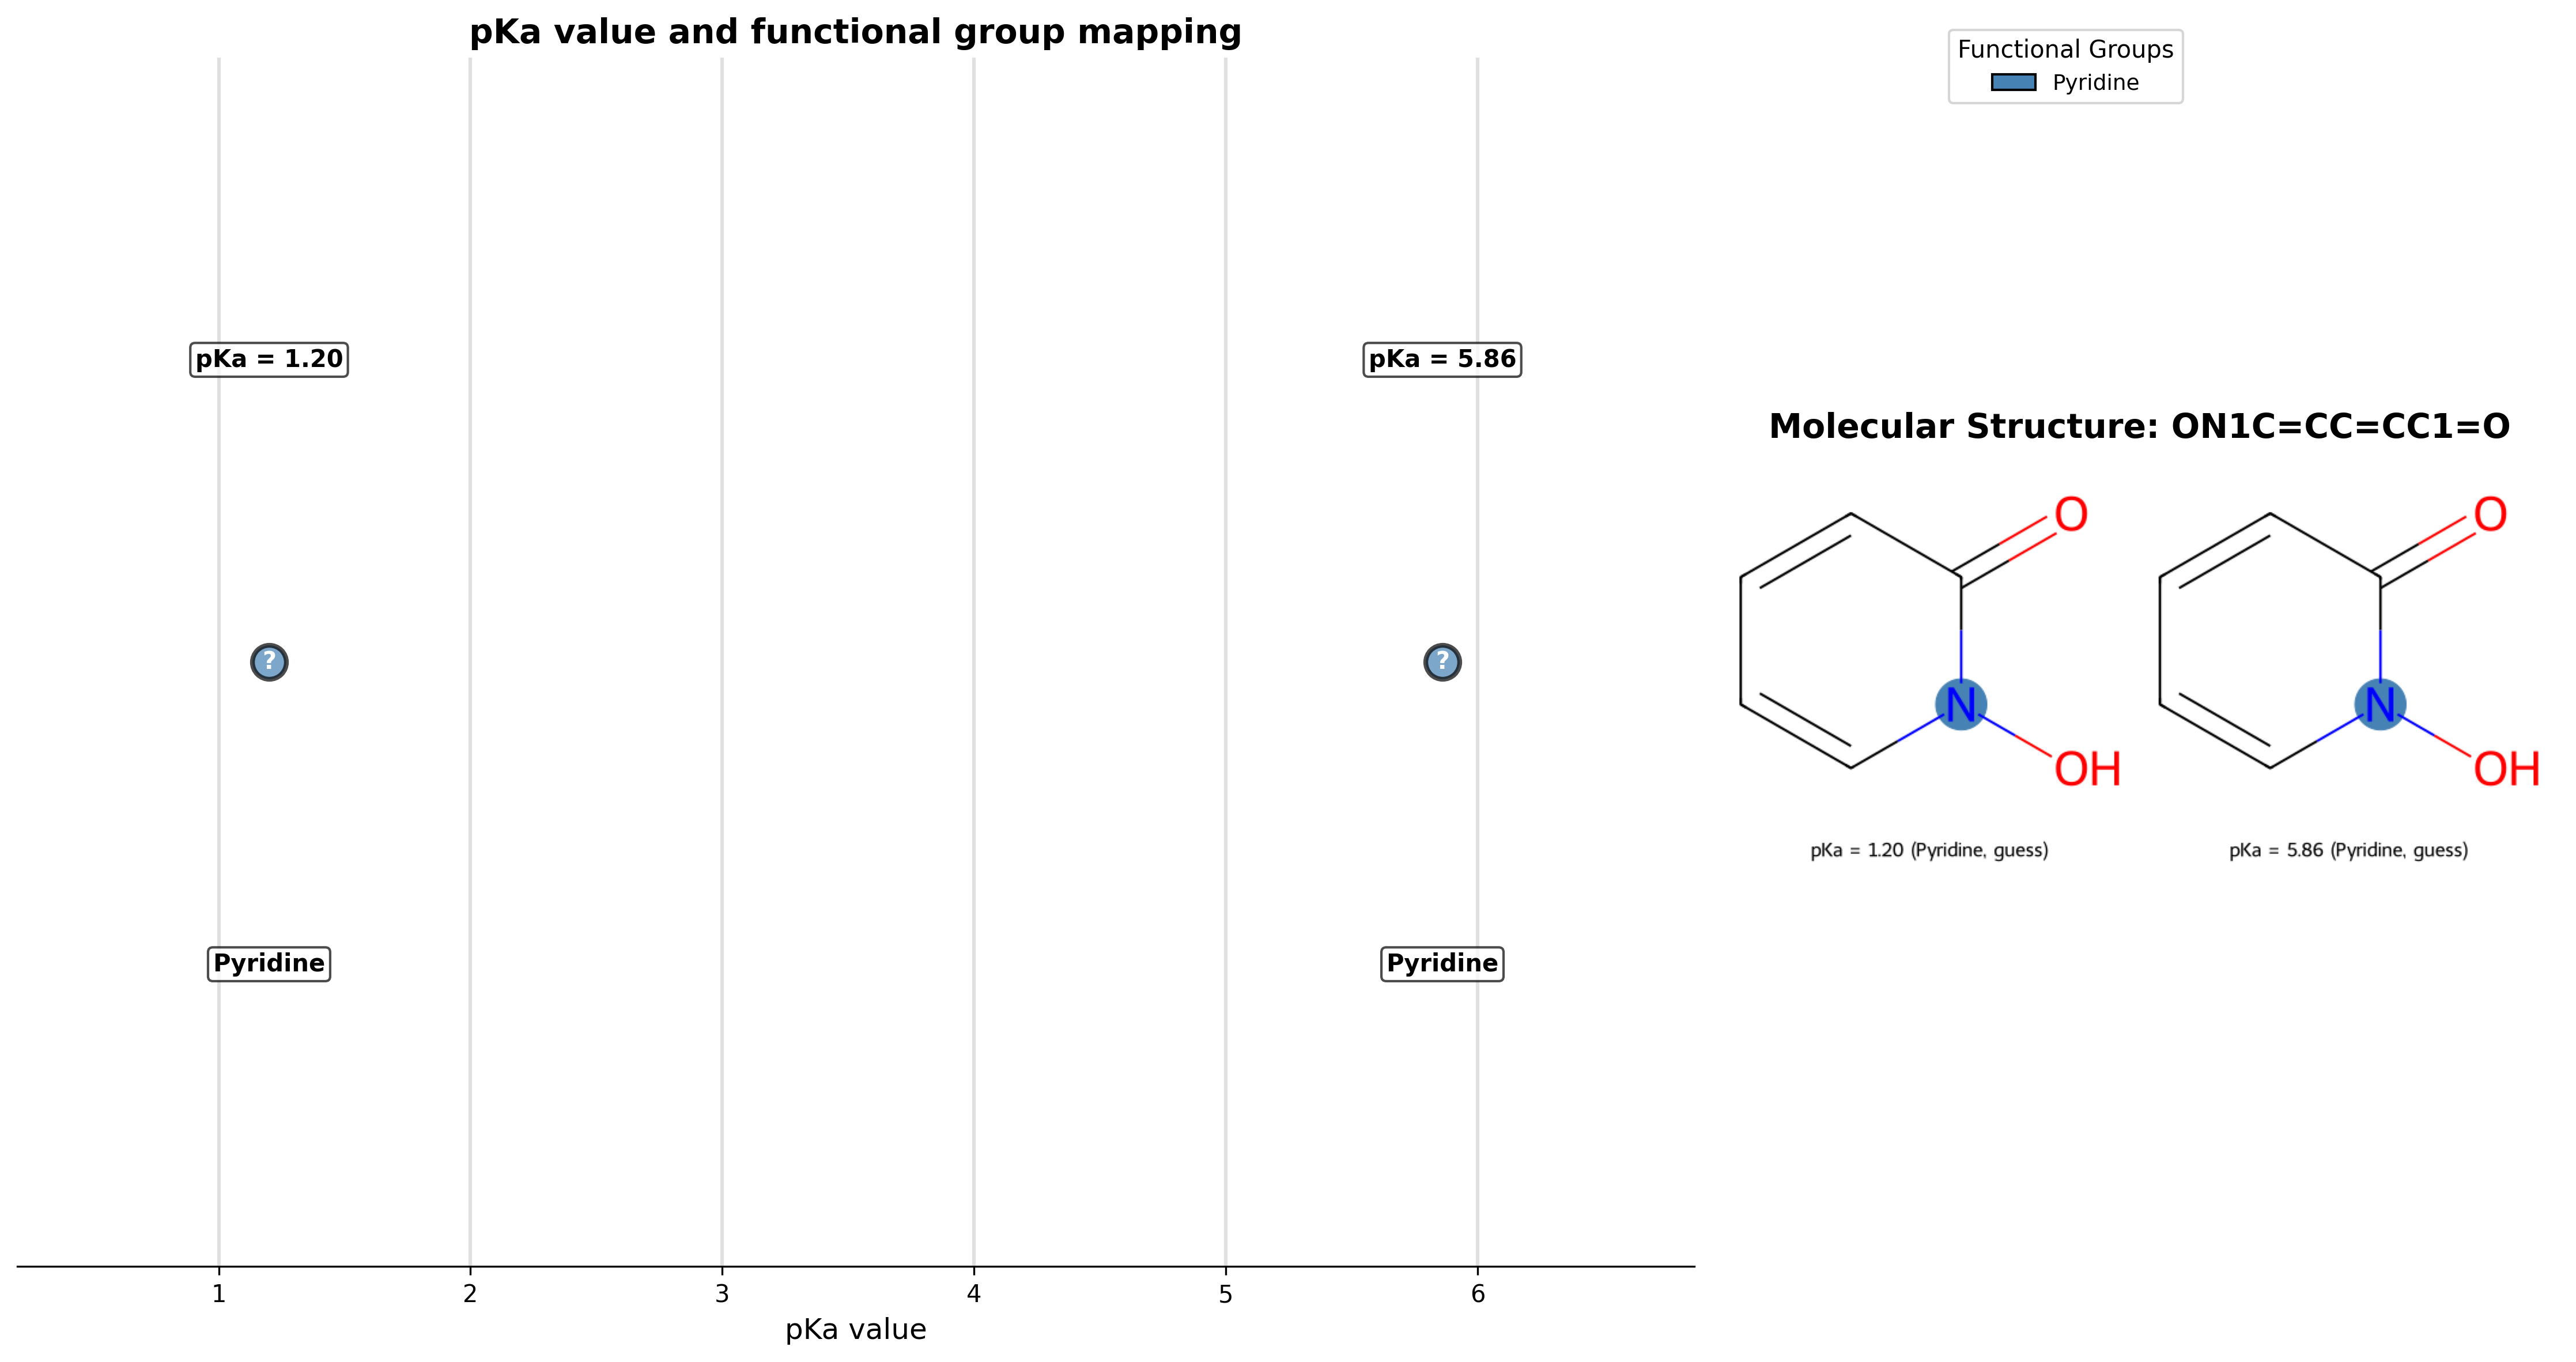 pKa value and functional group mapping
pKa = 1.20
pKa = 5.86
?
?
Pyridine
Pyridine
1
2
3
4
5
6
pKa value
Functional Groups
Pyridine
Molecular Structure: ON1C=CC=CC1=O
O
N
OH
O
N
OH
pKa = 1.20 (Pyridine, guess)
pKa = 5.86 (Pyridine, guess)